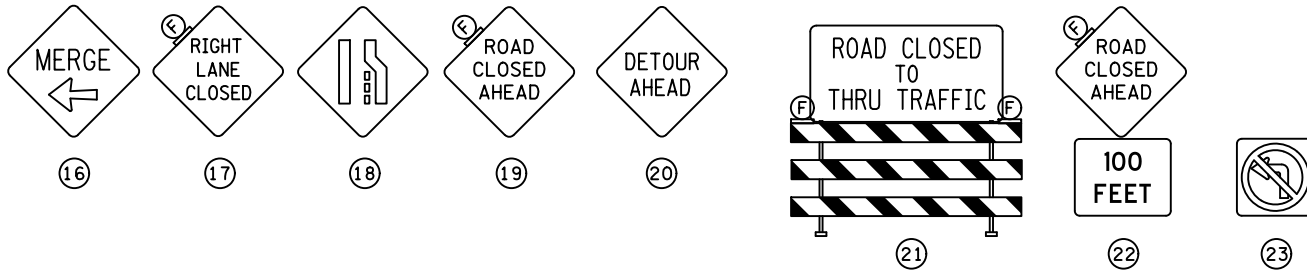 MERGE
16
F
RIGHT
LANE
CLOSED
17
18
F
ROAD
CLOSED
AHEAD
19
DETOUR
AHEAD
20
ROAD CLOSED
TO
THRU TRAFFIC
F
F
21
F
ROAD
CLOSED
AHEAD
100
FEET
22
23